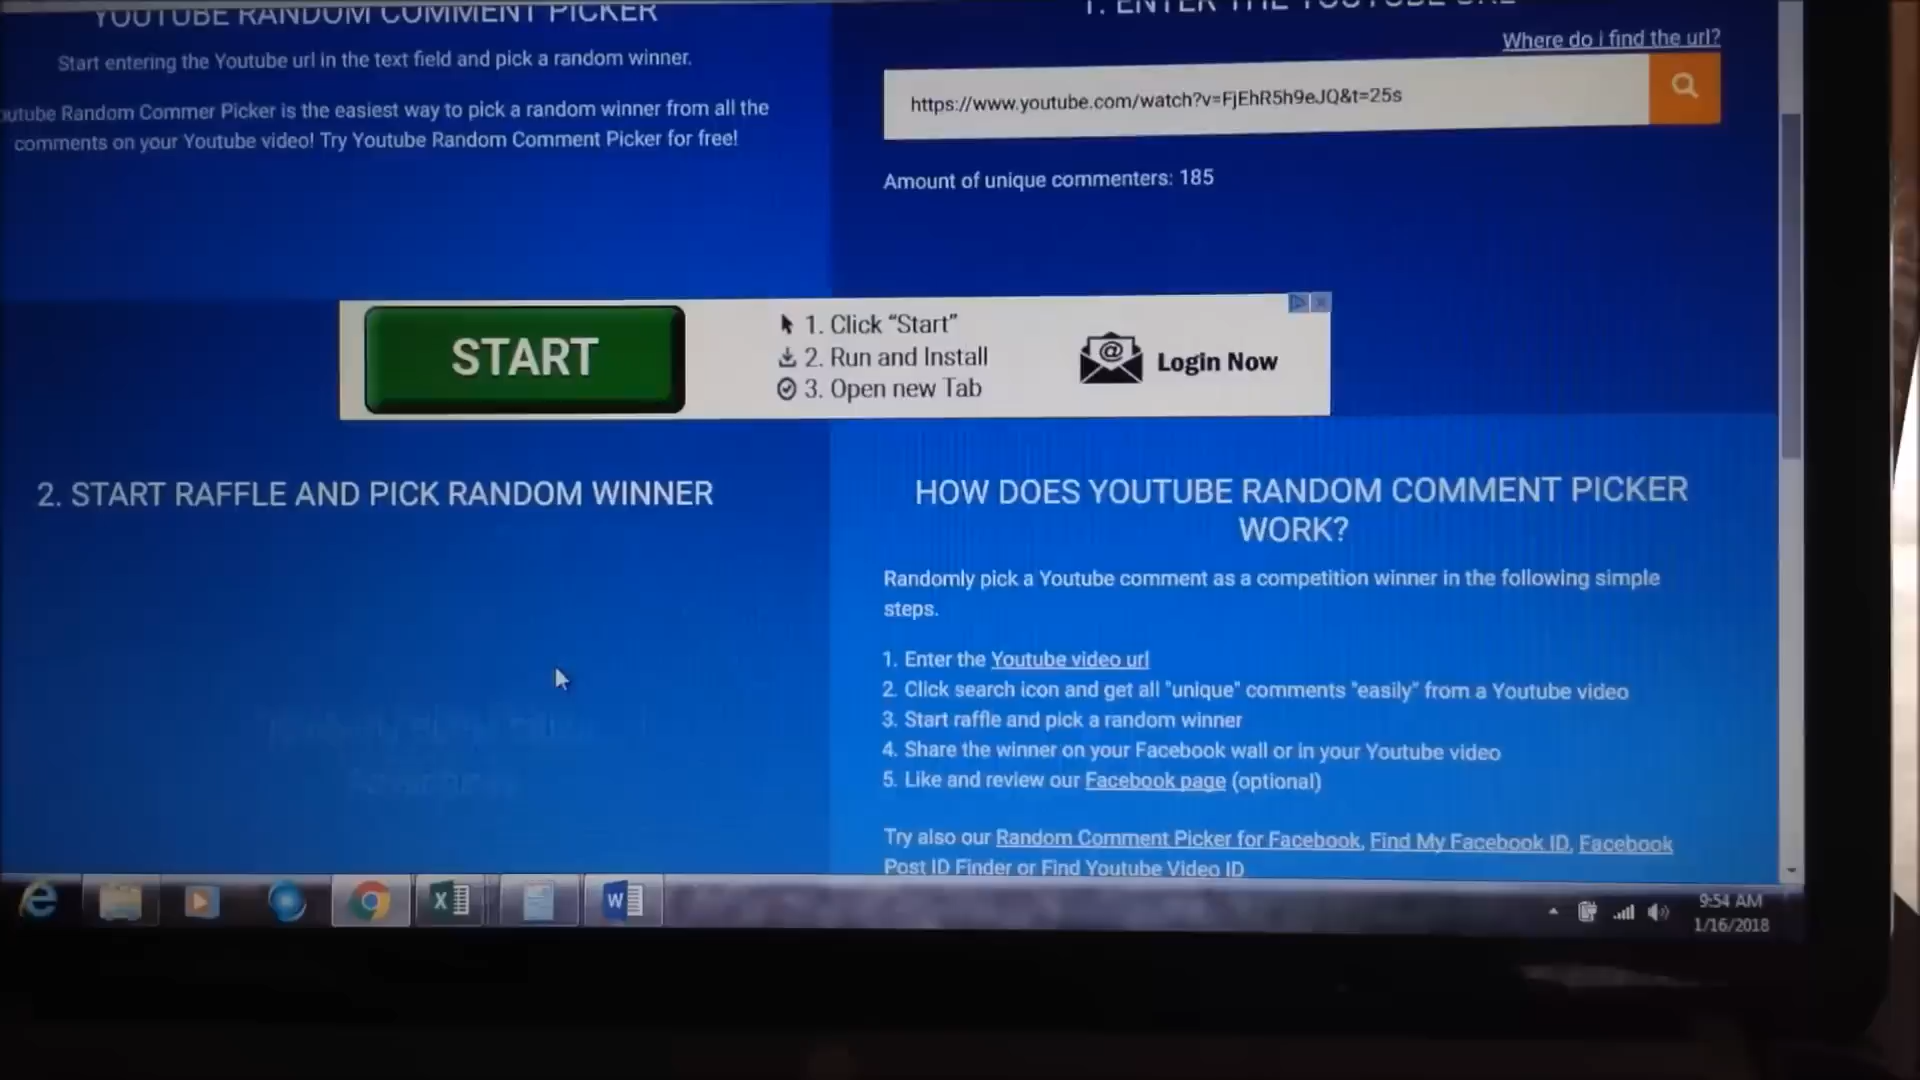 YOUTUBE RANDOM COMMENT PICKER
Start entering the Youtube url in the text field and pick a random winner.
outube Random Commer Picker is the easiest way to pick a random winner from all the
comments on your Youtube video! Try Youtube Random Comment Picker for free!
1. ENTER THE YOUTUBE URL
Where do i find the url?
https://www.youtube.com/watch?v=FjEhR5h9eJQ&t=25s
Amount of unique commenters: 185
START
1. Click “Start”
2. Run and Install
3. Open new Tab
@
Login Now
2. START RAFFLE AND PICK RANDOM WINNER
HOW DOES YOUTUBE RANDOM COMMENT PICKER
WORK?
Randomly pick a Youtube comment as a competition winner in the following simple
steps.
1. Enter the Youtube video url
2. Click search icon and get all "unique" comments "easily" from a Youtube video
3. Start raffle and pick a random winner
4. Share the winner on your Facebook wall or in your Youtube video
5. Like and review our Facebook page (optional)
Try also our Random Comment Picker for Facebook, Find My Facebook ID, Facebook
Post ID Finder or Find Youtube Video ID
9:54 AM
1/16/2018